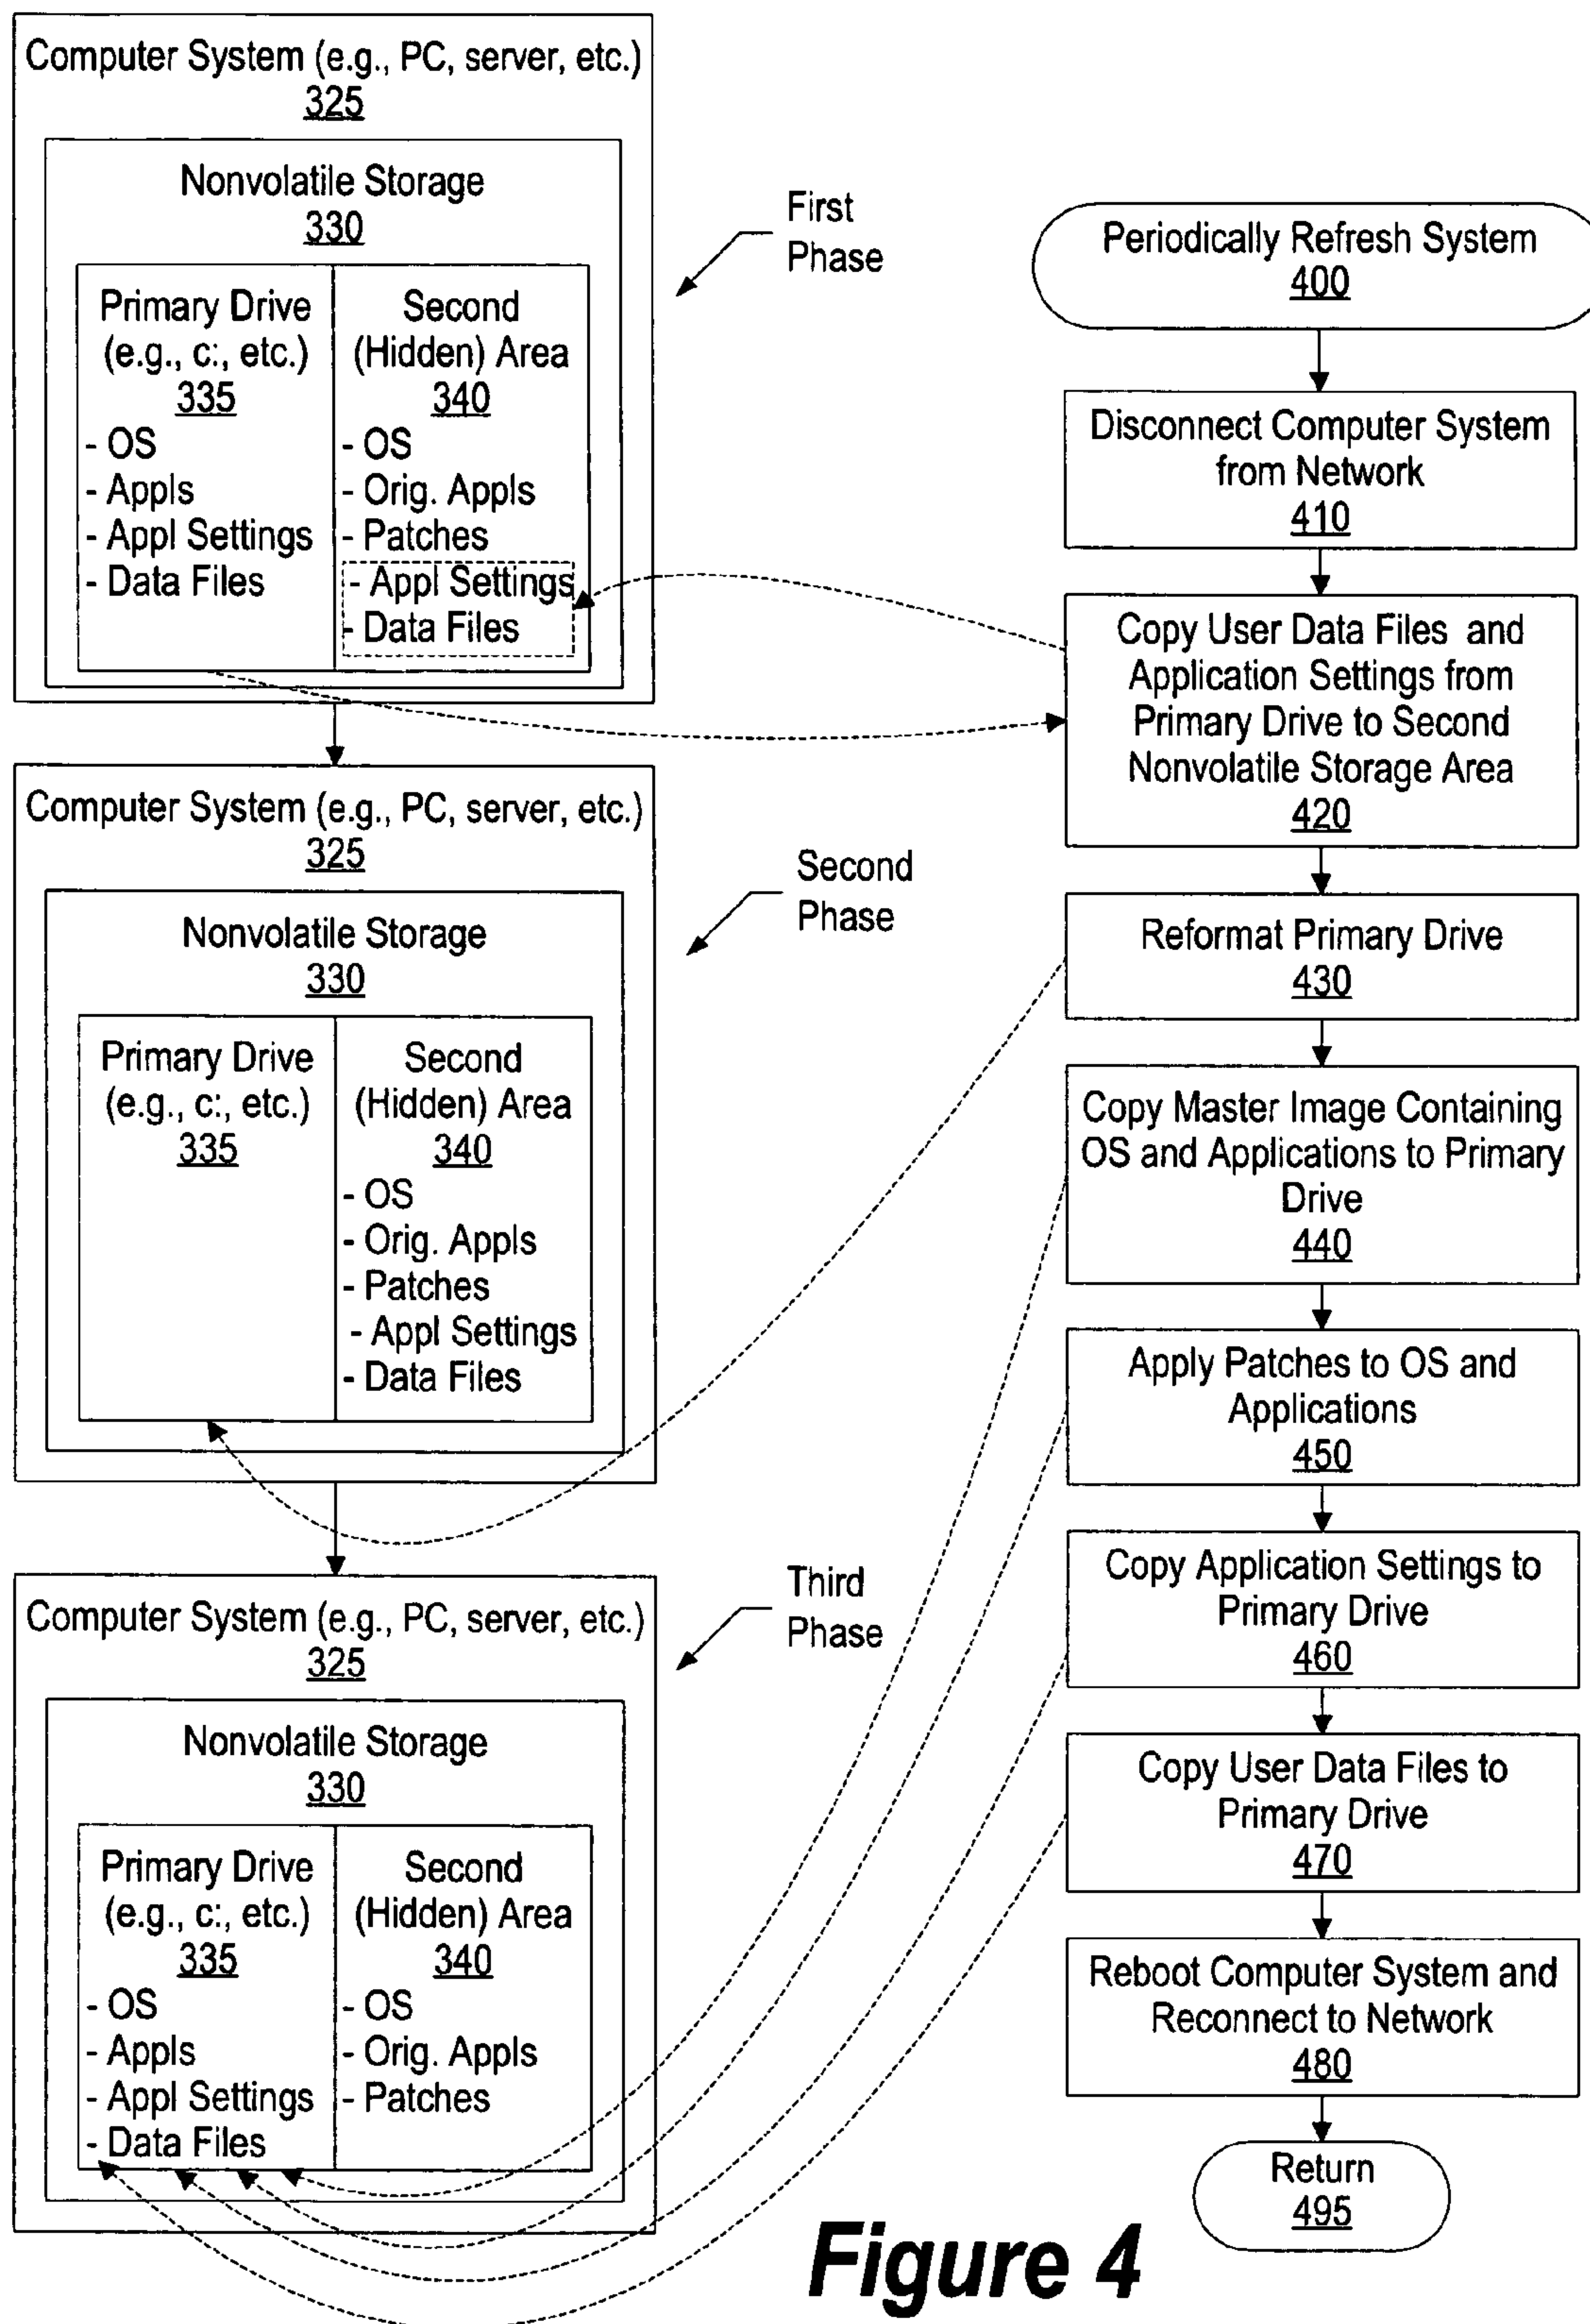 Computer System (e.g., PC, server, etc.)
325
Nonvolatile Storage
330
Primary Drive
(e.g., c:, etc.)
335
- OS
- Appls
- Appl Settings
- Data Files
Second
(Hidden) Area
340
- OS
- Orig. Appls
- Patches
- Appl Settings
- Data Files
First
Phase
Computer System (e.g., PC, server, etc.)
325
Nonvolatile Storage
330
Primary Drive
(e.g., c:, etc.)
335
Second
(Hidden) Area
340
- OS
- Orig. Appls
- Patches
- Appl Settings
- Data Files
Second
Phase
Computer System (e.g., PC, server, etc.)
325
Nonvolatile Storage
330
Primary Drive
(e.g., c:, etc.)
335
- OS
- Appls
- Appl Settings
- Data Files
Second
(Hidden) Area
340
- OS
- Orig. Appls
- Patches
Third
Phase
Periodically Refresh System
400
Disconnect Computer System
from Network
410
Copy User Data Files and
Application Settings from
Primary Drive to Second
Nonvolatile Storage Area
420
Reformat Primary Drive
430
Copy Master Image Containing
OS and Applications to Primary
Drive
440
Apply Patches to OS and
Applications
450
Copy Application Settings to
Primary Drive
460
Copy User Data Files to
Primary Drive
470
Reboot Computer System and
Reconnect to Network
480
Return
495
Figure 4